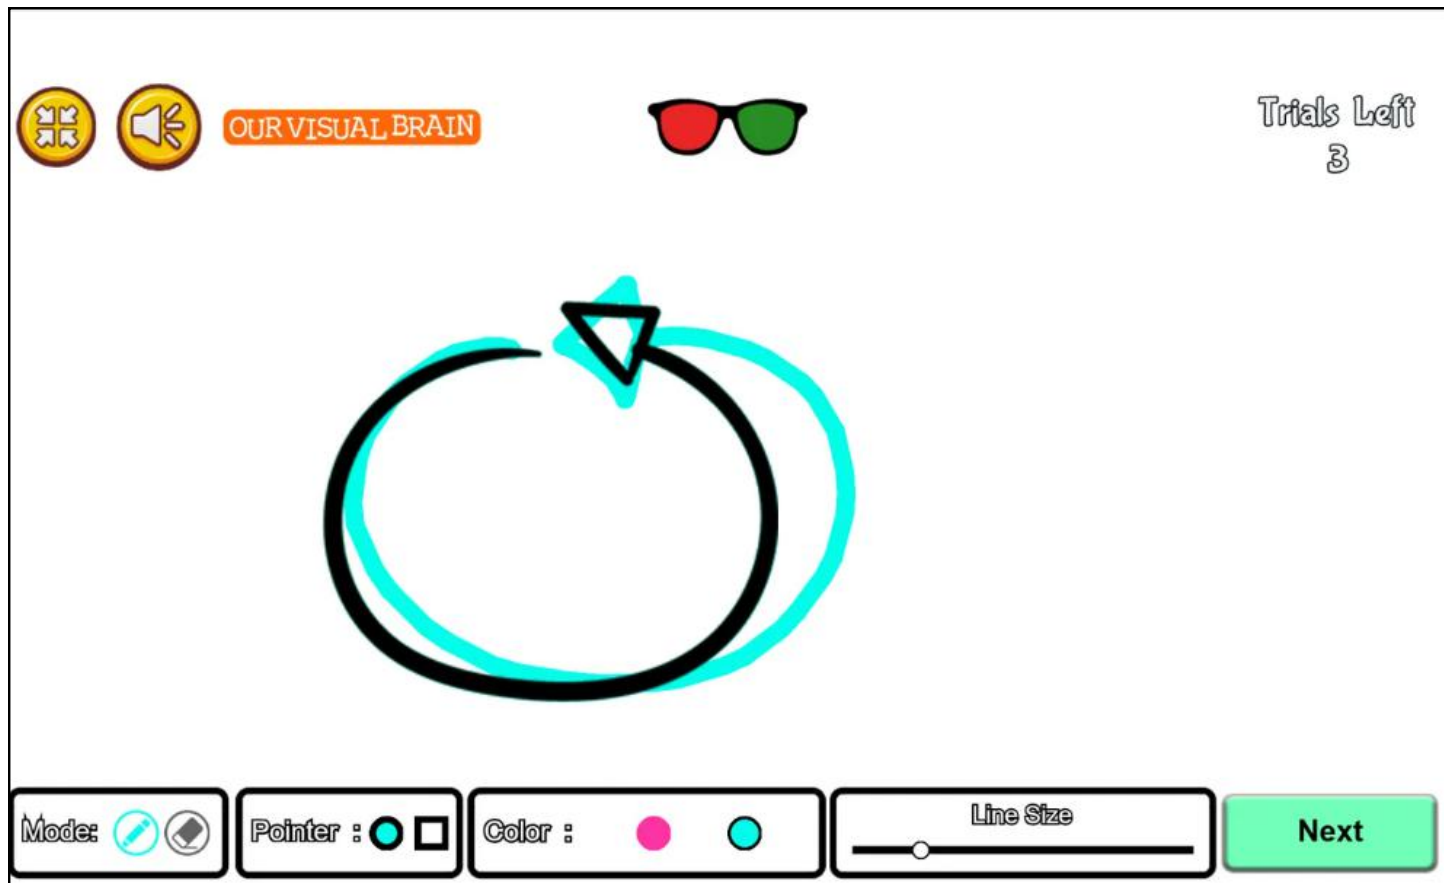 OUR VISUAL BRAIN
Trials Left
3
Mode:
Pointer :
Color :
Line Size
Next